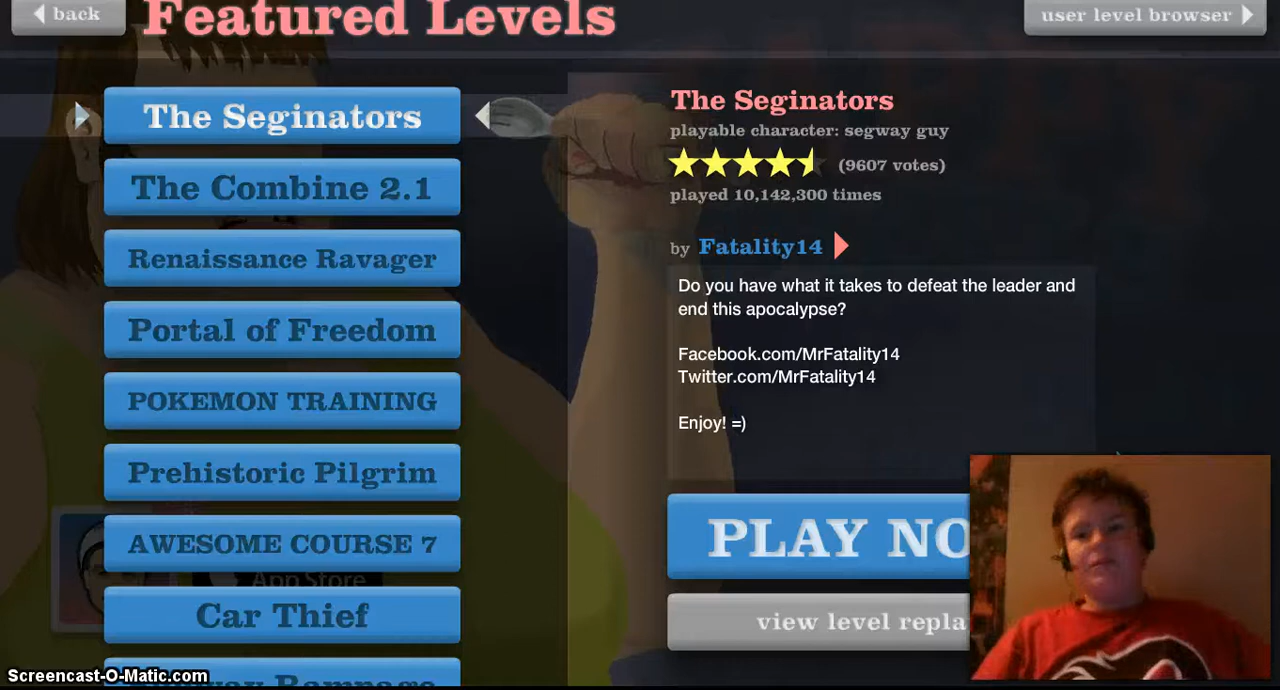 back
Featured Levels
user level browser
The Seginators
The Combine 2.1
Renaissance Ravager
Portal of Freedom
POKEMON TRAINING
Prehistoric Pilgrim
AWESOME COURSE 7
App Store
Car Thief
The Seginators
playable character: segway guy
(9607 votes)
played 10,142,300 times
by Fatality14
Do you have what it takes to defeat the leader and
end this apocalypse?
Facebook.com/MrFatality14
Twitter.com/MrFatality14
Enjoy! =)
PLAY NO
view level repla
Screencast-O-Matic.com